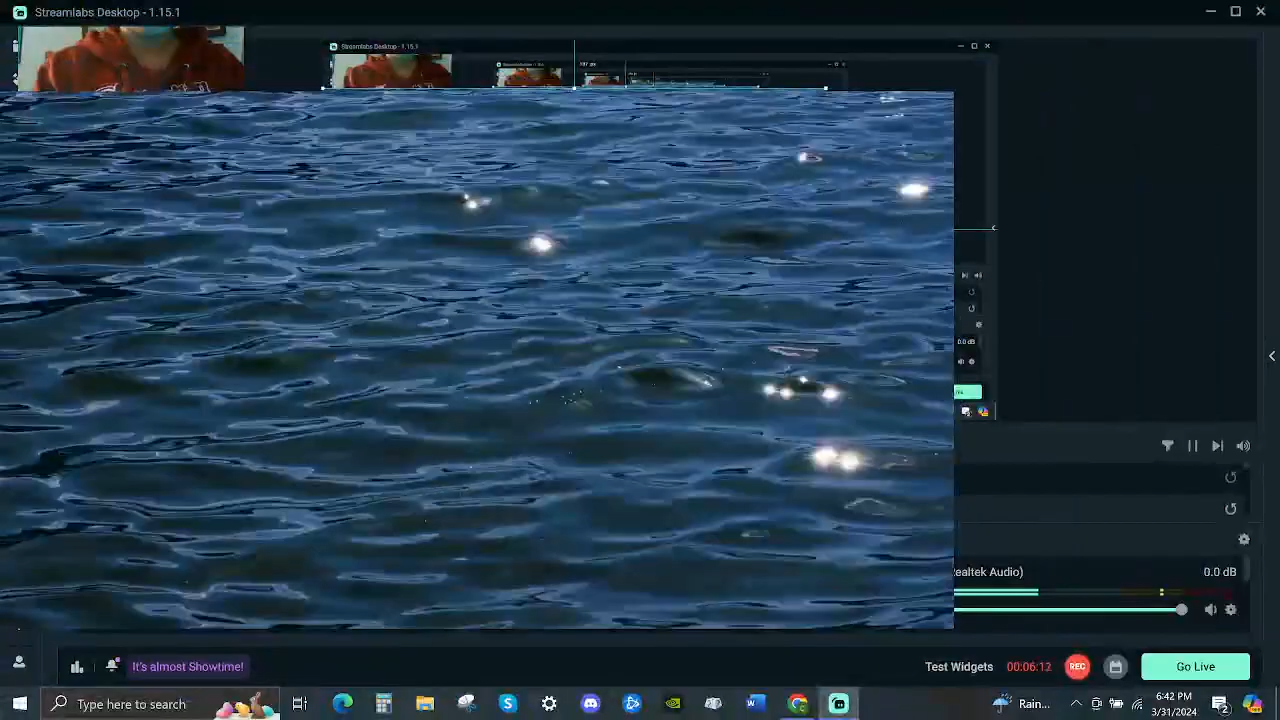 Streamlabs Desktop - 1.15.1
Streamlabs Desktop - 1.15.1
0.0 dB
ealtek Audio)
0.0 dB
It's almost Showtime!
Test Widgets
00:06:12
REC
Go Live
Type here to search
Rain...
6:42 PM
3/31/2024
2